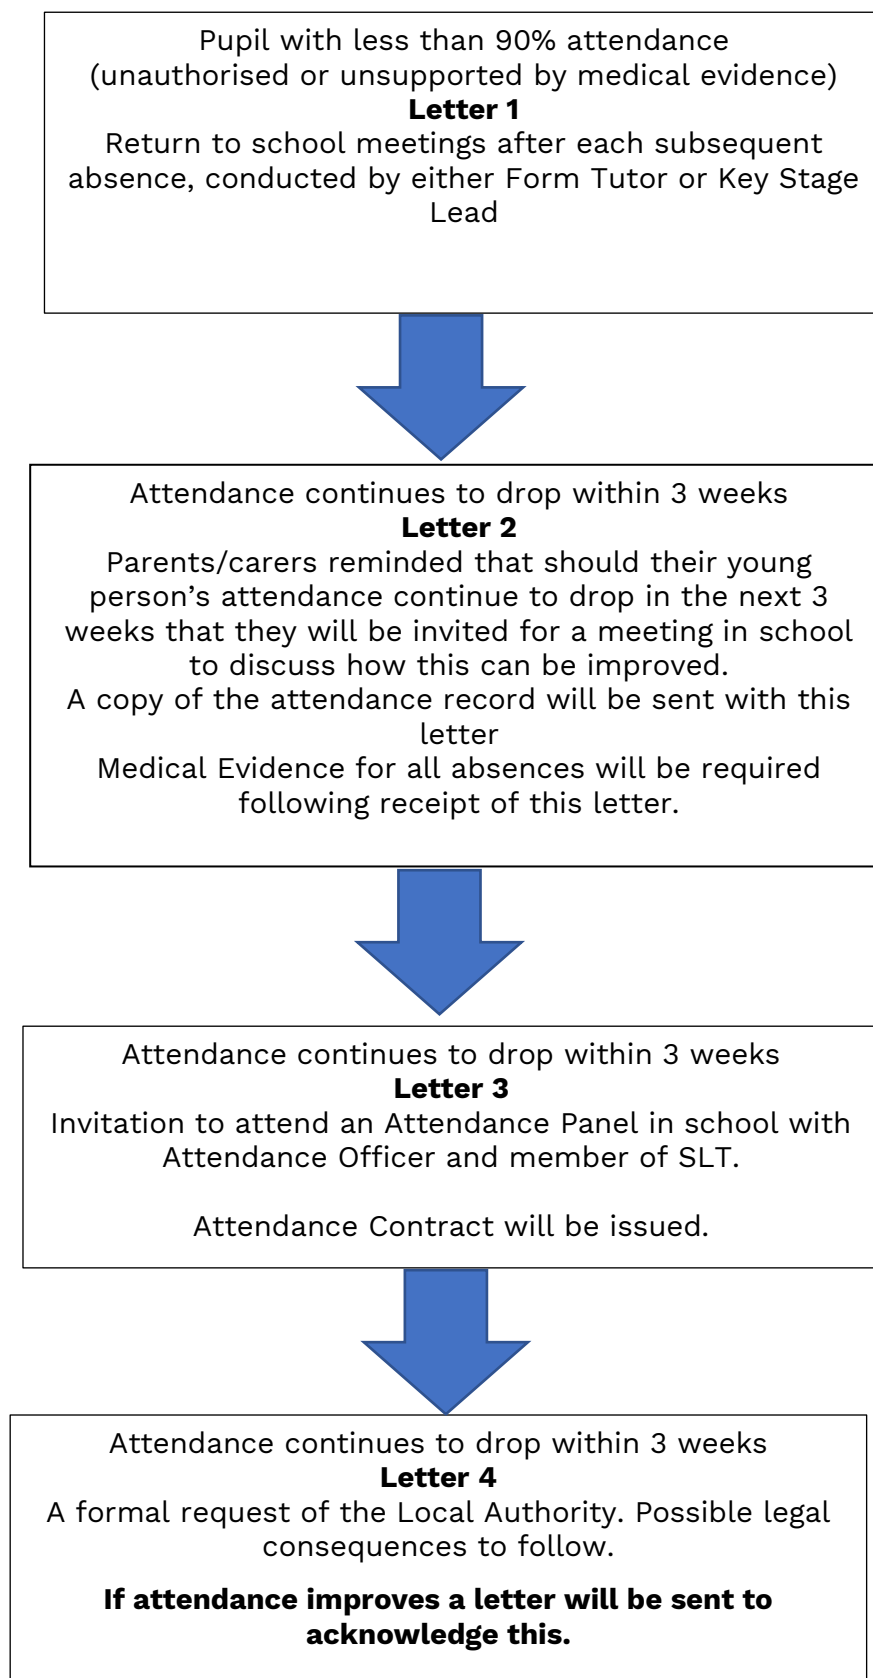 Pupil with less than 90% attendance
(unauthorised or unsupported by medical evidence)
Letter 1
Return to school meetings after each subsequent
absence, conducted by either Form Tutor or Key Stage
Lead
Attendance continues to drop within 3 weeks
Letter 2
Parents/carers reminded that should their young
person’s attendance continue to drop in the next 3
weeks that they will be invited for a meeting in school
to discuss how this can be improved.
A copy of the attendance record will be sent with this
letter
Medical Evidence for all absences will be required
following receipt of this letter.
Attendance continues to drop within 3 weeks
Letter 3
Invitation to attend an Attendance Panel in school with
Attendance Officer and member of SLT.
Attendance Contract will be issued.
Attendance continues to drop within 3 weeks
Letter 4
A formal request of the Local Authority. Possible legal
consequences to follow.
If attendance improves a letter will be sent to
acknowledge this.